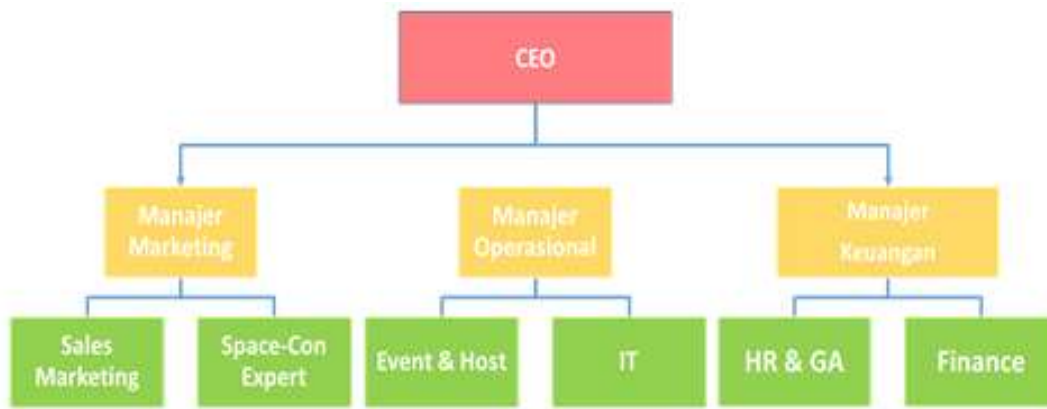 CEO
Manajer
Marketing
Manajer
Operasional
Manajer
Keuangan
Sales
Marketing
Space-Con
Expert
Event & Host
IT
HR & GA
Finance